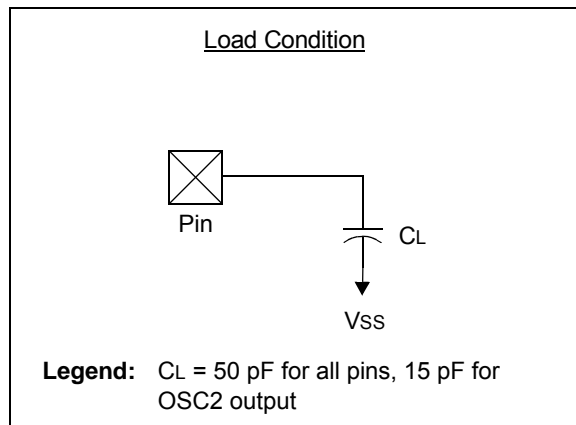 Load Condition
Pin
CL
VSS
Legend: CL = 50 pF for all pins, 15 pF for
OSC2 output